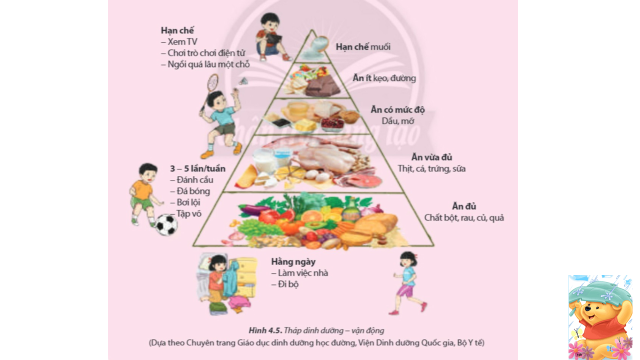 Hạn chế
– Xem TV
– Chơi trò chơi điện tử
– Ngồi quá lâu một chỗ
Hạn chế muối
Ăn ít kẹo, đường
Ăn có mức độ
Dầu, mỡ
Ăn vừa đủ
Thịt, cá, trứng, sữa
3 – 5 lần/tuần
– Đánh cầu
– Đá bóng
– Bơi lội
– Tập võ
Ăn đủ
Chất bột, rau, củ, quả
Hằng ngày
– Làm việc nhà
– Đi bộ
Hình 4.5. Tháp dinh dưỡng – vận động
(Dựa theo Chuyên trang Giáo dục dinh dưỡng học đường, Viện Dinh dưỡng Quốc gia, Bộ Y tế)